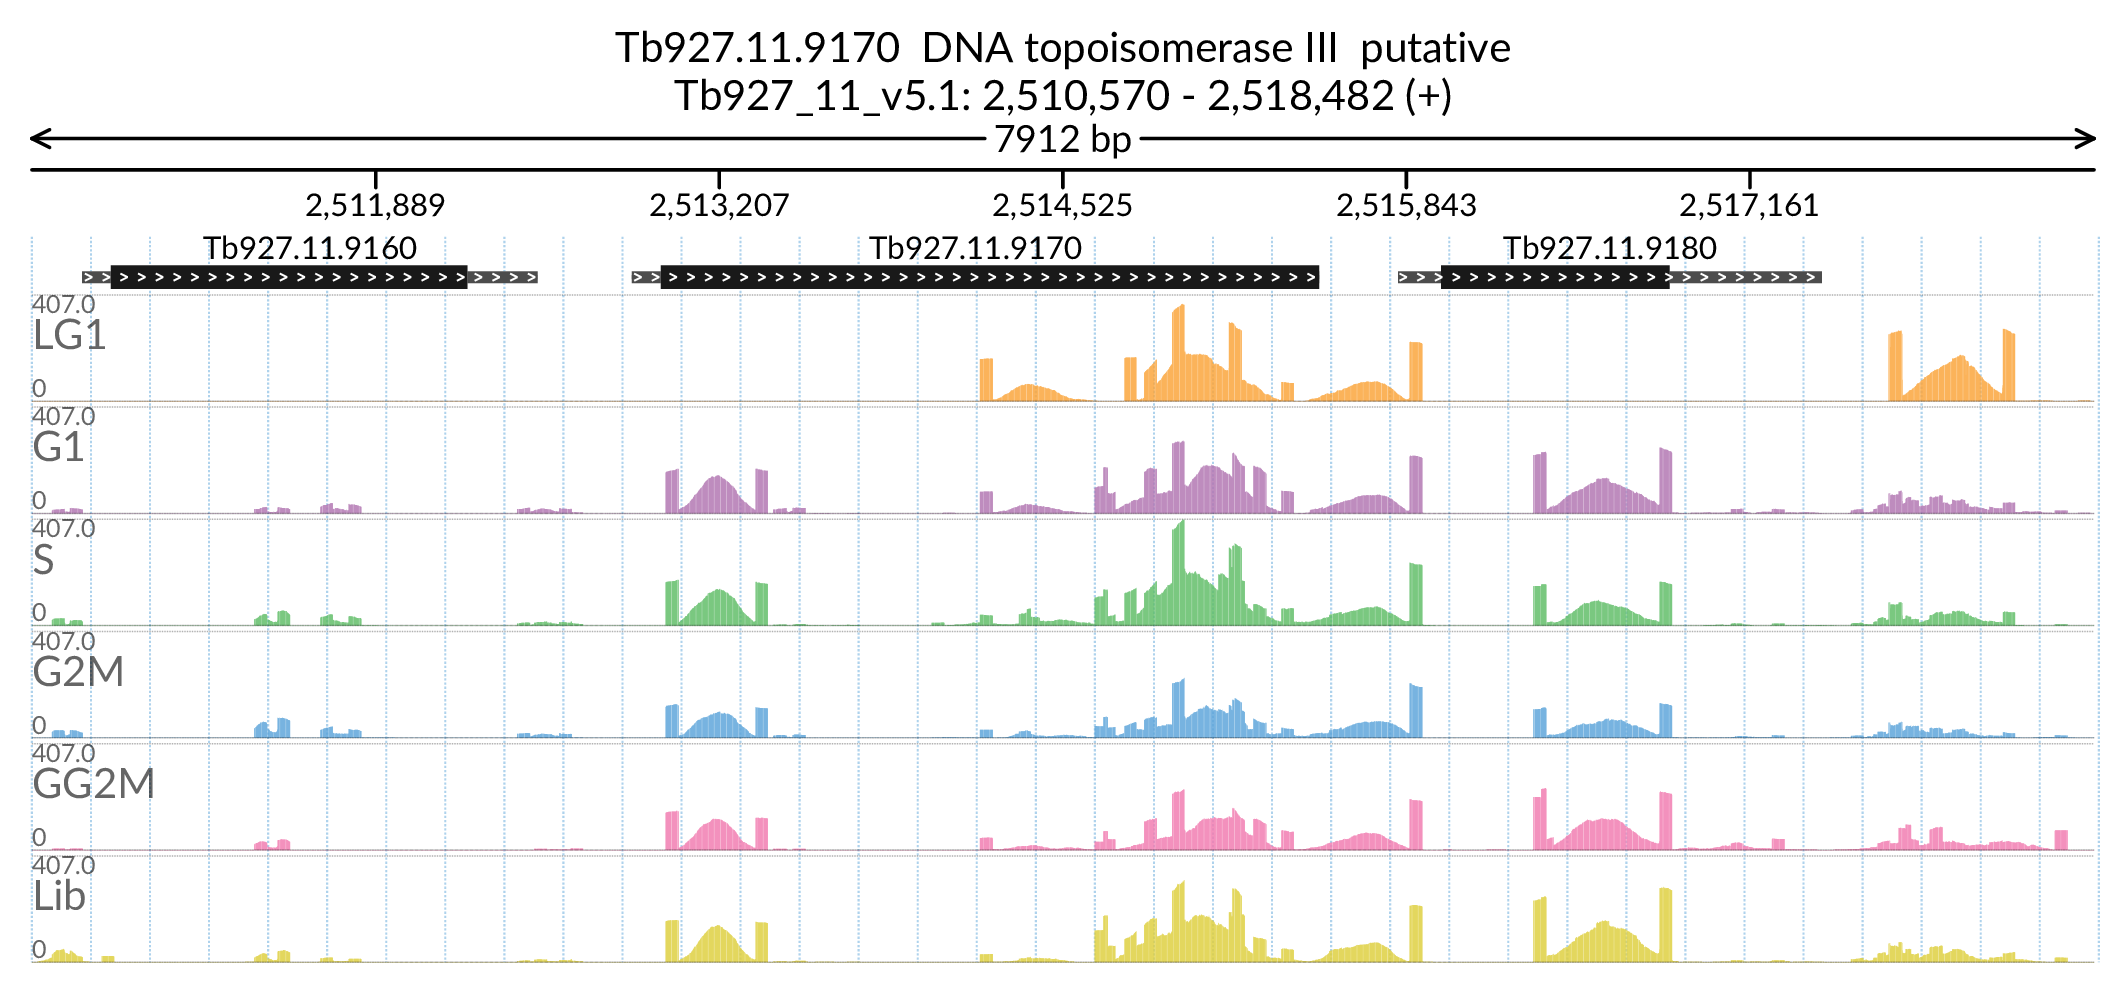 Tb927.11.9170  DNA topoisomerase III  putative
Tb927_11_v5.1: 2,510,570 - 2,518,482 (+)
7912 bp
2,511,889 2,513,207 2,514,525 2,515,843 2,517,161
Tb927.11.9160 Tb927.11.9170 Tb927.11.9180
407.0
LG1
0
407.0
G1
0
407.0
S
0
407.0
G2M
0
407.0
GG2M
0
407.0
Lib
0